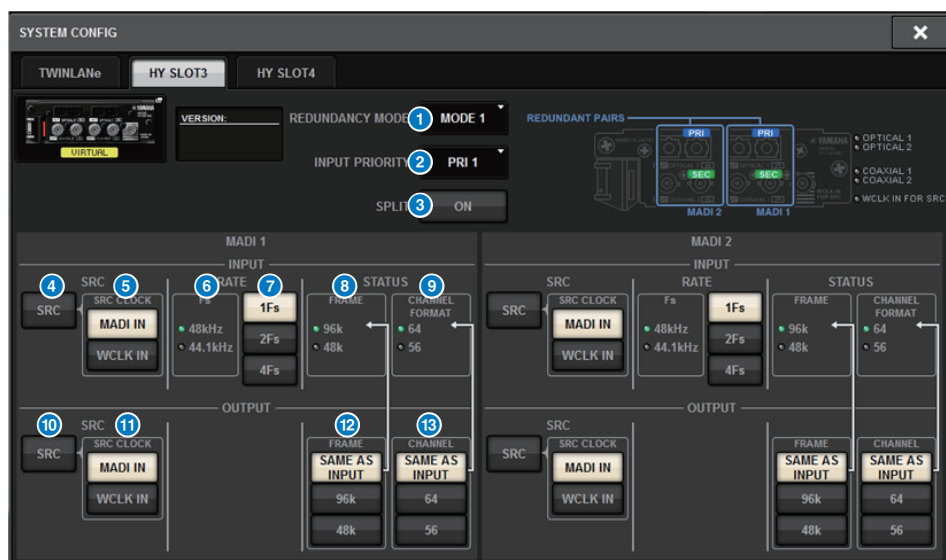 SYSTEM CONFIG
TWINLANe
HY SLOT3
HY SLOT4
VIRTUAL
VERSION:
REDUNDANCY MODE
1
MODE 1
INPUT PRIORITY
2
PRI 1
SPLIT
3
ON
REDUNDANT PAIRS
PRI
PRI
SEC
SEC
MADI 2
MADI 1
YAMAHA
OPTICAL 1
OPTICAL 2
COAXIAL 1
COAXIAL 2
WCLK IN FOR SRC
MADI 1
INPUT
SRC
RATE
STATUS
4
5
6
7
8
9
SRC
SRC CLOCK
MADI IN
WCLK IN
Fs
48kHz
44.1kHz
1Fs
2Fs
4Fs
FRAME
96k
48k
CHANNEL
FORMAT
64
56
OUTPUT
10
11
12
13
SRC
SRC
SRC CLOCK
MADI IN
WCLK IN
FRAME
SAME AS
INPUT
96k
48k
CHANNEL
SAME AS
INPUT
64
56
MADI 2
INPUT
SRC
RATE
STATUS
SRC
SRC CLOCK
MADI IN
WCLK IN
Fs
48kHz
44.1kHz
1Fs
2Fs
4Fs
FRAME
96k
48k
CHANNEL
FORMAT
64
56
OUTPUT
SRC
SRC
SRC CLOCK
MADI IN
WCLK IN
FRAME
SAME AS
INPUT
96k
48k
CHANNEL
SAME AS
INPUT
64
56